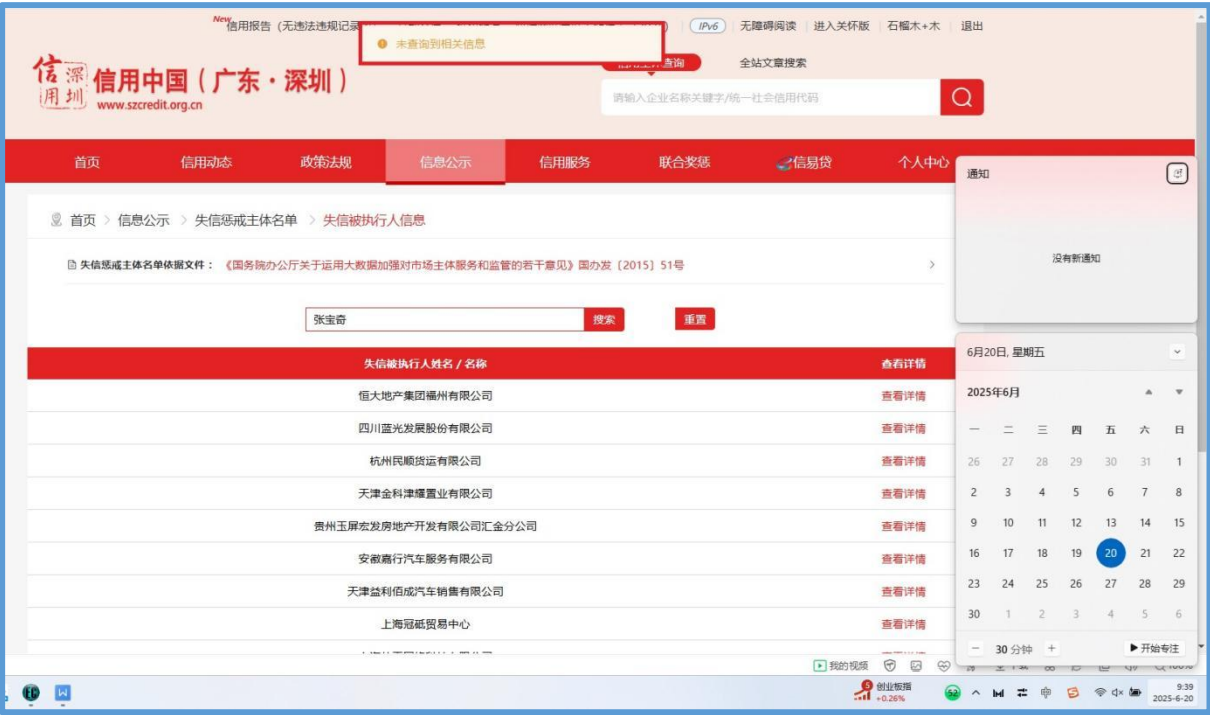 New
信用报告（无违法违规记录
IPv6 无障碍阅读 进入关怀版 石榴木+木 退出
未查询到相关信息
信用深圳
信用中国（广东·深圳）
www.szcredit.org.cn
全站文章搜索
请输入企业名称关键字/统一社会信用代码
首页 信用动态 政策法规 信息公示 信用服务 联合奖惩 信易贷 个人中心
首页 > 信息公示 > 失信惩戒主体名单 > 失信被执行人信息
失信惩戒主体名单依据文件： 《国务院办公厅关于运用大数据加强对市场主体服务和监管的若干意见》国办发〔2015〕51号 >
张宝奇 搜索 重置
失信被执行人姓名 / 名称 查看详情
恒大地产集团福州有限公司 查看详情
四川蓝光发展股份有限公司 查看详情
杭州民顺货运有限公司 查看详情
天津金科津耀置业有限公司 查看详情
贵州玉屏宏发房地产开发有限公司汇金分公司 查看详情
安徽嘉行汽车服务有限公司 查看详情
天津益利佰成汽车销售有限公司 查看详情
上海冠砥贸易中心 查看详情
通知
没有新通知
6月20日, 星期五
2025年6月
一 二 三 四 五 六 日
26 27 28 29 30 31 1
2 3 4 5 6 7 8
9 10 11 12 13 14 15
16 17 18 19 20 21 22
23 24 25 26 27 28 29
30 1 2 3 4 5 6
30 分钟
开始专注
我的视频
创业板指
+0.26%
52
中
9:39
2025-6-20